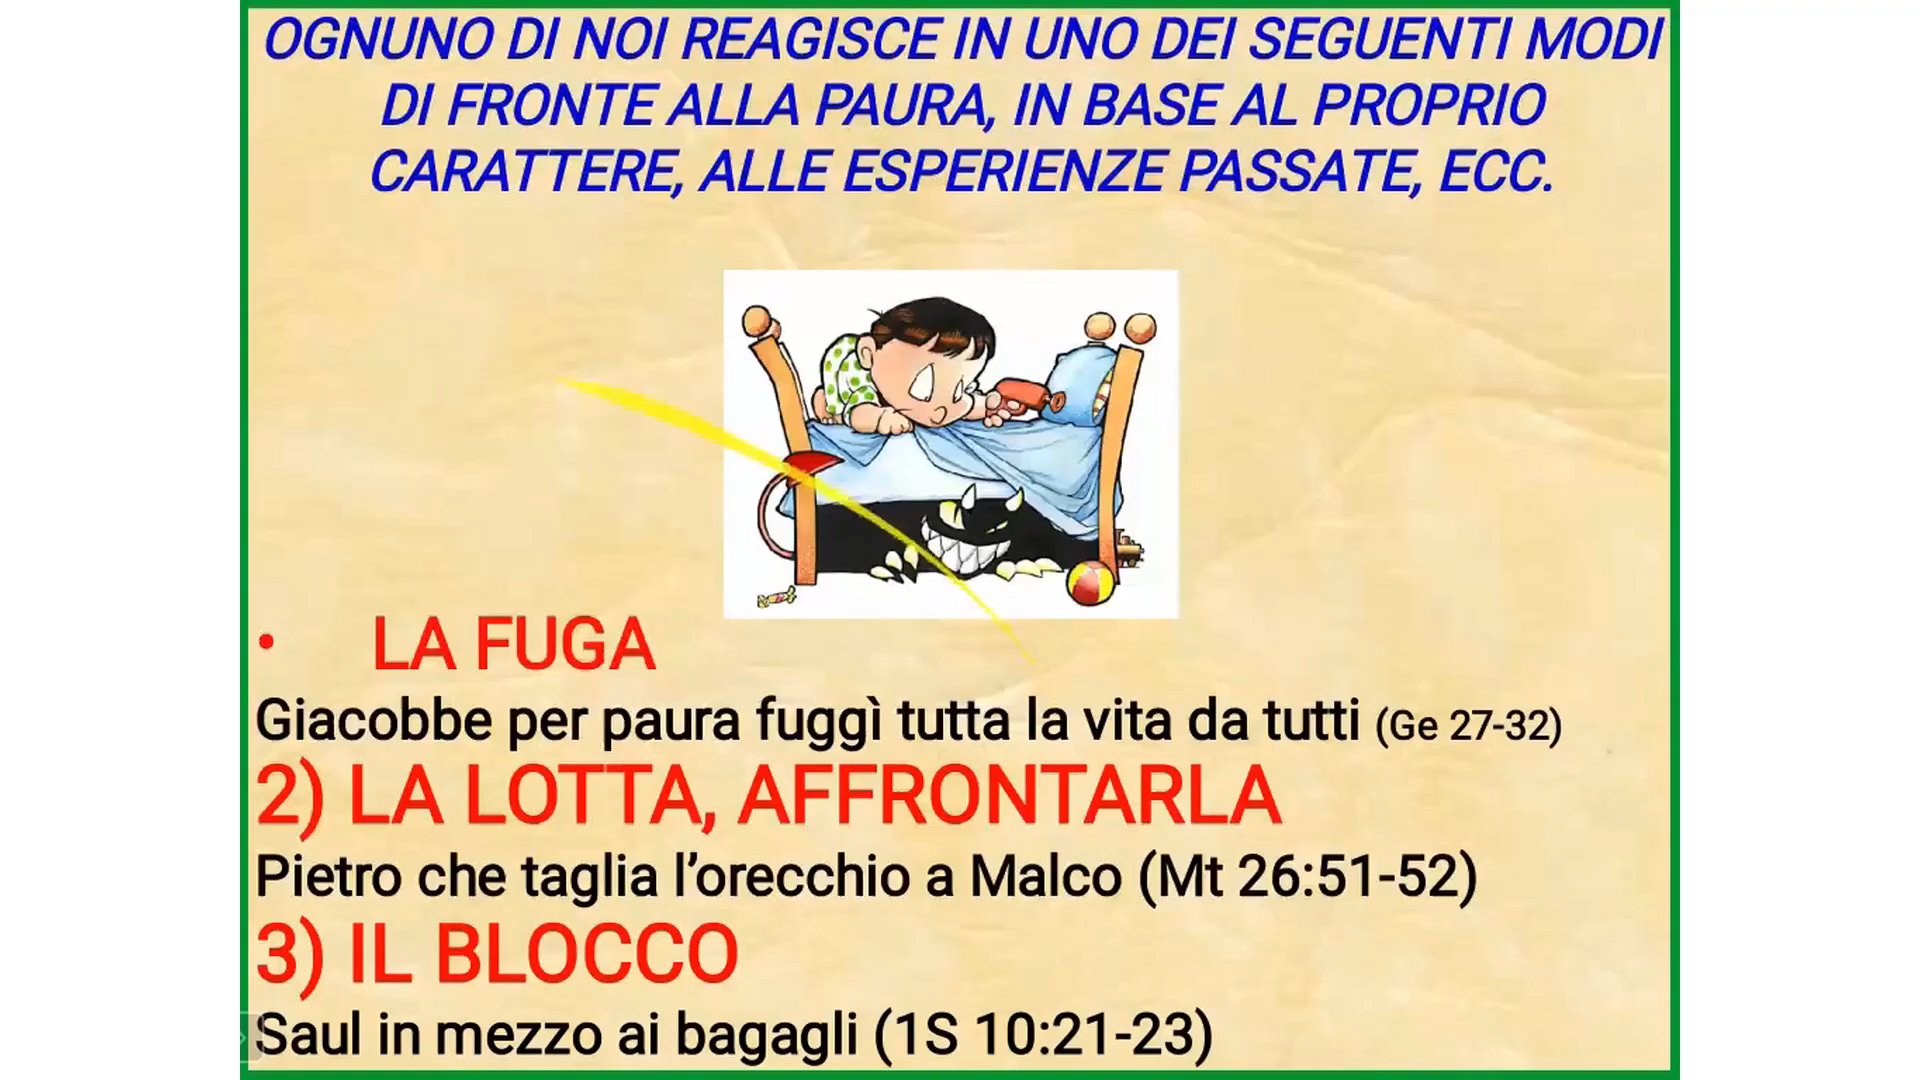 OGNUNO DI NOI REAGISCE IN UNO DEI SEGUENTI MODI
DI FRONTE ALLA PAURA, IN BASE AL PROPRIO
CARATTERE, ALLE ESPERIENZE PASSATE, ECC.
• LA FUGA
Giacobbe per paura fuggì tutta la vita da tutti (Ge 27-32)
2) LA LOTTA, AFFRONTARLA
Pietro che taglia l’orecchio a Malco (Mt 26:51-52)
3) IL BLOCCO
Saul in mezzo ai bagagli (1S 10:21-23)